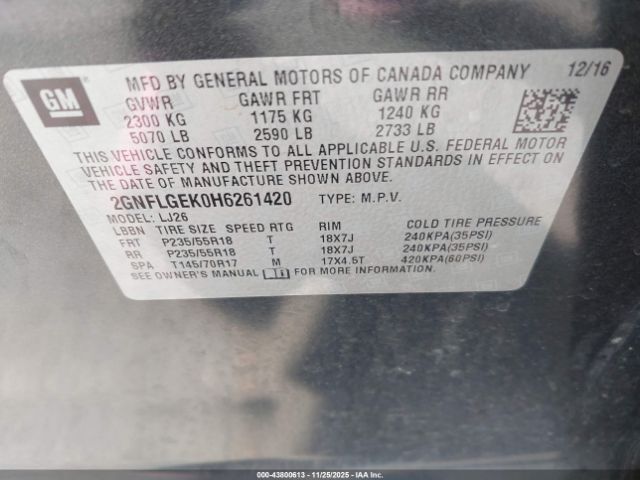 GM
MFD BY GENERAL MOTORS OF CANADA COMPANY 12/16
GVWR GAWR FRT GAWR RR
2300 KG 1175 KG 1240 KG
5070 LB 2590 LB 2733 LB
THIS VEHICLE CONFORMS TO ALL APPLICABLE U.S. FEDERAL MOTOR
VEHICLE SAFETY AND THEFT PREVENTION STANDARDS IN EFFECT ON
THE DATE OF MANUFACTURE SHOWN ABOVE.
2GNFLGEK0H6261420 TYPE: M.P.V.
MODEL: LJ26
LBBN TIRE SIZE SPEED RTG RIM COLD TIRE PRESSURE
FRT P235/55R18 T 18X7J 240KPA(35PSI)
RR P235/55R18 T 18X7J 240KPA(35PSI)
SPA T145/70R17 M 17X4.5T 420KPA(60PSI)
SEE OWNER'S MANUAL FOR MORE INFORMATION.
000-43800613 - 11/25/2025 - IAAI.COM